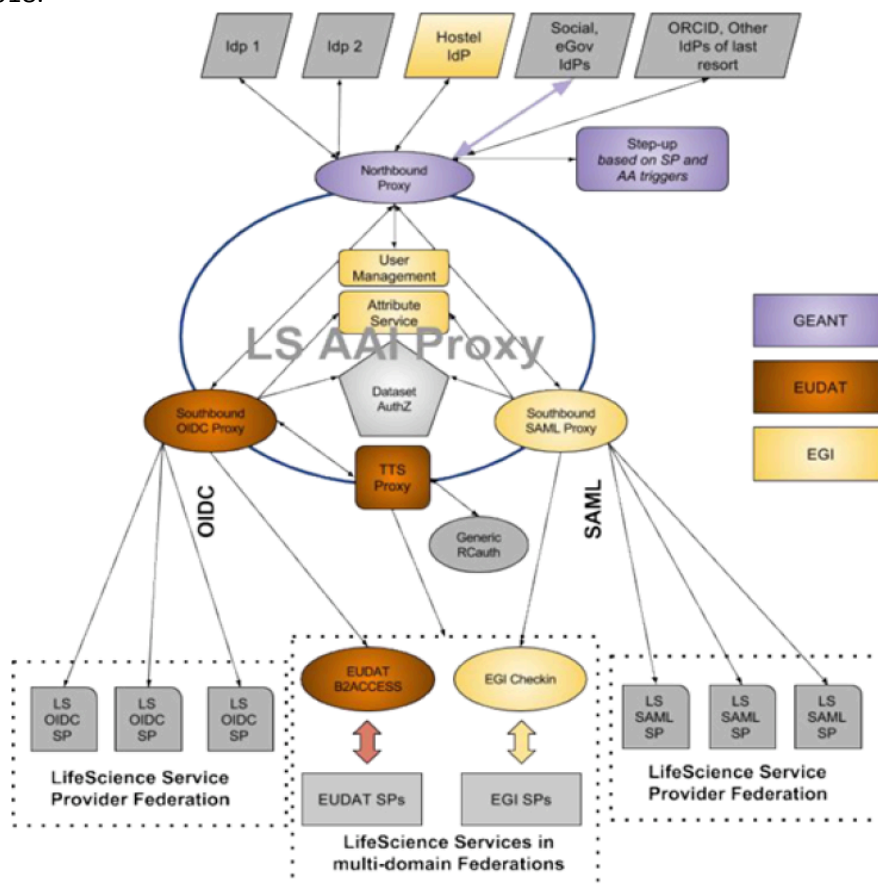 Idp 1
Idp 2
Hostel
IdP
Social,
eGov
IdPs
ORCID, Other
IdPs of last
resort
Step-up
based on SP and
AA triggers
Northbound
Proxy
User
Management
Attribute
Service
LS AAI Proxy
Dataset
AuthZ
Southbound
OIDC Proxy
Southbound
SAML Proxy
TTS
Proxy
Generic
RCauth
OIDC
SAML
GEANT
EUDAT
EGI
EUDAT
B2ACCESS
EGI Checkin
LS
OIDC
SP
LS
OIDC
SP
LS
OIDC
SP
LS
SAML
SP
LS
SAML
SP
LS
SAML
SP
LifeScience Service
Provider Federation
EUDAT SPs
EGI SPs
LifeScience Service
Provider Federation
LifeScience Services in
multi-domain Federations